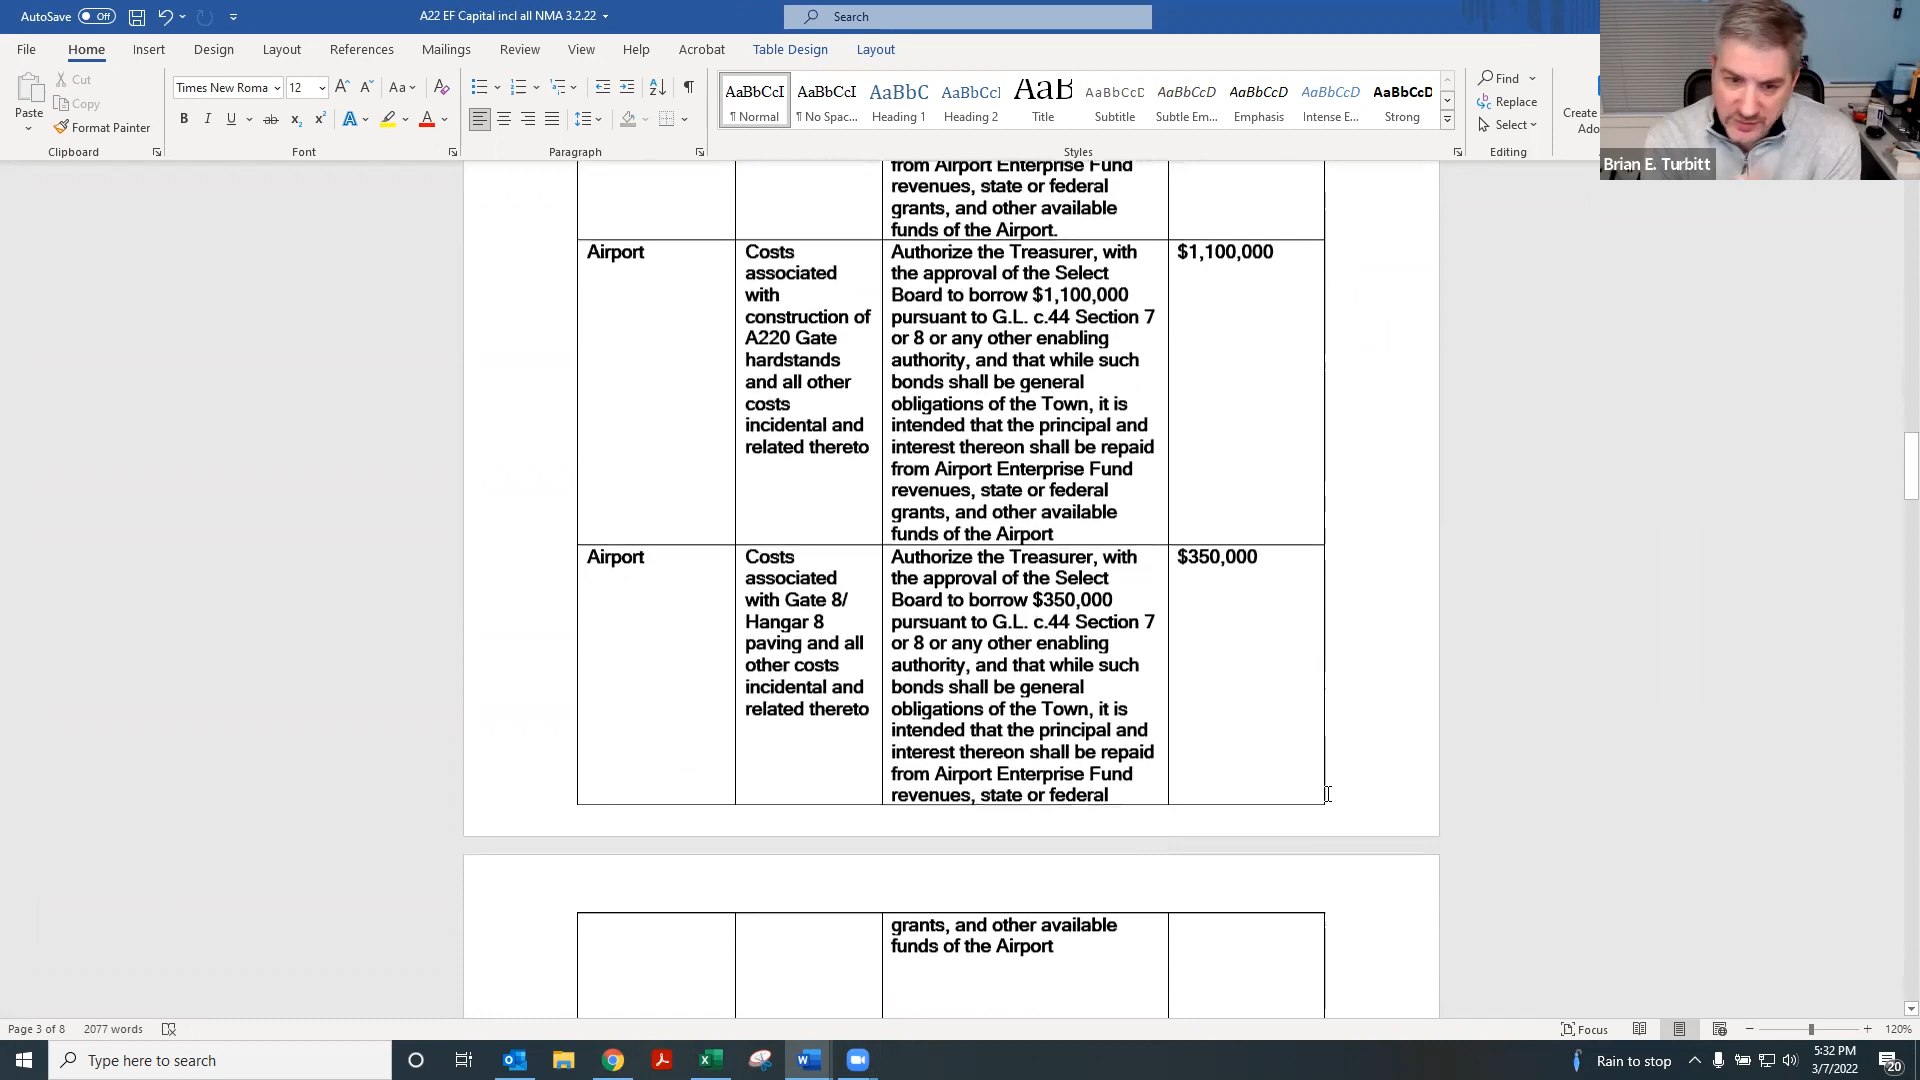 AutoSave Off A22 EF Capital incl all NMA 3.2.22 Search
File Home Insert Design Layout References Mailings Review View Help Acrobat Table Design Layout
Paste
Cut
Copy
Format Painter
Clipboard
Times New Roma 12
Font
Paragraph
AaBbCcI AaBbCcI AaBbC AaBbCcI AaB AaBbCcD AaBbCcD AaBbCcD AaBbCcD AaBbCcD
¶ Normal ¶ No Spac... Heading 1 Heading 2 Title Subtitle Subtle Em... Emphasis Intense E... Strong
Styles
Find
Replace
Select
Editing
Create
Ado
Brian E. Turbitt
from Airport Enterprise Fund
revenues, state or federal
grants, and other available
funds of the Airport.
Airport
Costs
associated
with
construction of
A220 Gate
hardstands
and all other
costs
incidental and
related thereto
Authorize the Treasurer, with
the approval of the Select
Board to borrow $1,100,000
pursuant to G.L. c.44 Section 7
or 8 or any other enabling
authority, and that while such
bonds shall be general
obligations of the Town, it is
intended that the principal and
interest thereon shall be repaid
from Airport Enterprise Fund
revenues, state or federal
grants, and other available
funds of the Airport
$1,100,000
Airport
Costs
associated
with Gate 8/
Hangar 8
paving and all
other costs
incidental and
related thereto
Authorize the Treasurer, with
the approval of the Select
Board to borrow $350,000
pursuant to G.L. c.44 Section 7
or 8 or any other enabling
authority, and that while such
bonds shall be general
obligations of the Town, it is
intended that the principal and
interest thereon shall be repaid
from Airport Enterprise Fund
revenues, state or federal
$350,000
grants, and other available
funds of the Airport
Page 3 of 8 2077 words Focus 120%
Type here to search
Rain to stop
5:32 PM
3/7/2022
20